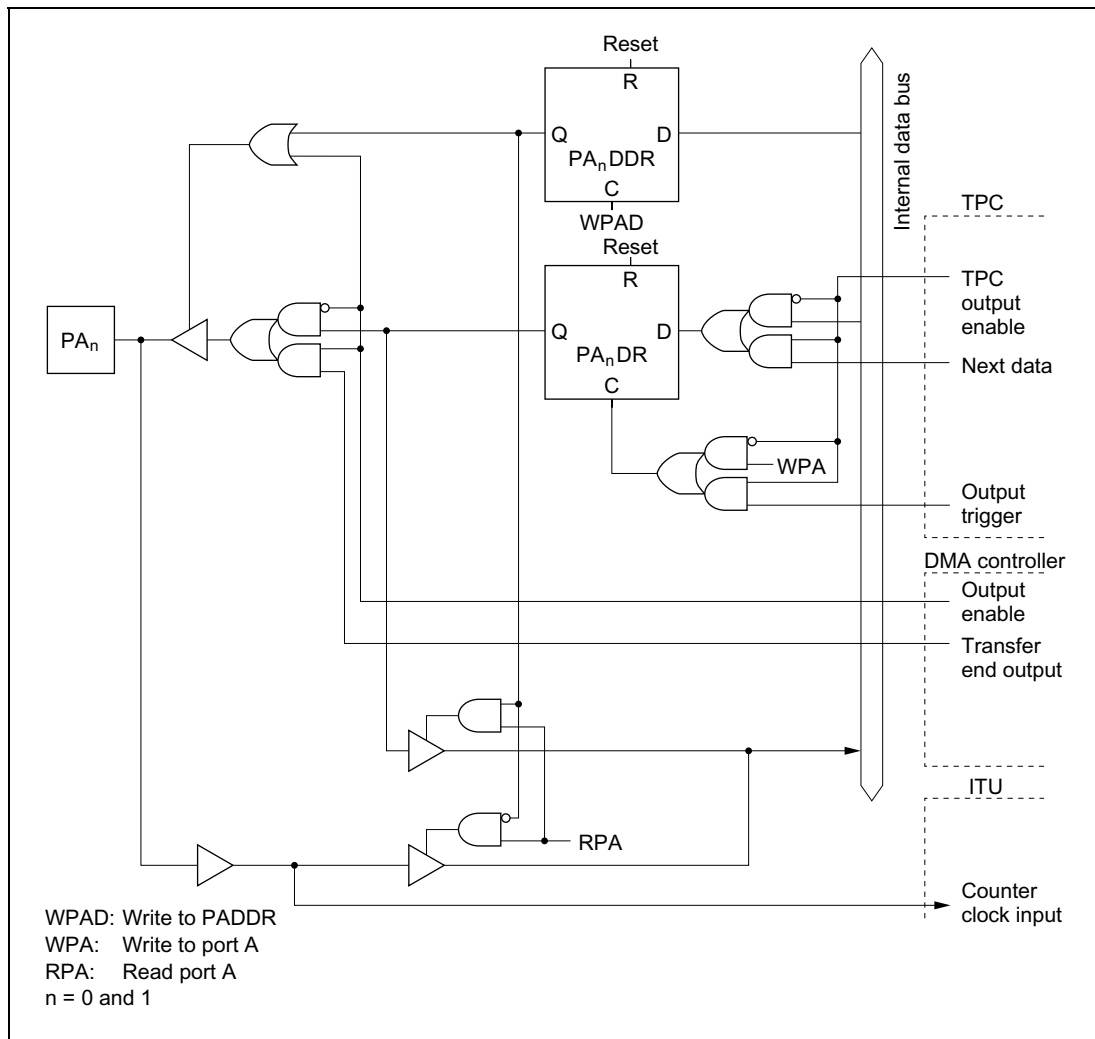 Reset
R
Q
D
PAnDDR
C
WPAD
Internal data bus
TPC
Reset
R
TPC
output
enable
PAn
Q
D
PAnDR
C
Next data
WPA
Output
trigger
DMA controller
Output
enable
Transfer
end output
ITU
RPA
Counter
clock input
WPAD: Write to PADDR
WPA: Write to port A
RPA: Read port A
n = 0 and 1